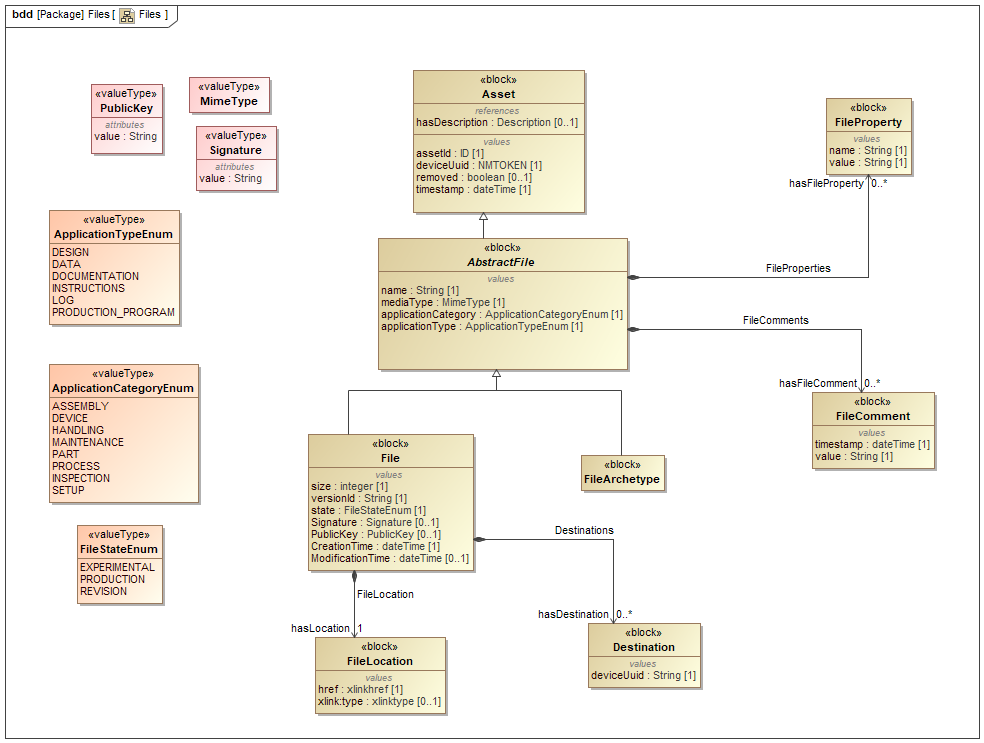 bdd [Package] Files [ Files ]
«valueType»
PublicKey
attributes
value : String
«valueType»
MimeType
«valueType»
Signature
attributes
value : String
«block»
Asset
references
hasDescription : Description [0..1]
values
assetId : ID [1]
deviceUuid : NMTOKEN [1]
removed : boolean [0..1]
timestamp : dateTime [1]
«block»
FileProperty
values
name : String [1]
value : String [1]
hasFileProperty 0..*
«valueType»
ApplicationTypeEnum
DESIGN
DATA
DOCUMENTATION
INSTRUCTIONS
LOG
PRODUCTION_PROGRAM
«block»
AbstractFile
values
name : String [1]
mediaType : MimeType [1]
applicationCategory : ApplicationCategoryEnum [1]
applicationType : ApplicationTypeEnum [1]
FileProperties
FileComments
hasFileComment 0..*
«block»
FileComment
values
timestamp : dateTime [1]
value : String [1]
«valueType»
ApplicationCategoryEnum
ASSEMBLY
DEVICE
HANDLING
MAINTENANCE
PART
PROCESS
INSPECTION
SETUP
«block»
File
values
size : integer [1]
versionId : String [1]
state : FileStateEnum [1]
Signature : Signature [0..1]
PublicKey : PublicKey [0..1]
CreationTime : dateTime [1]
ModificationTime : dateTime [0..1]
«block»
FileArchetype
«valueType»
FileStateEnum
EXPERIMENTAL
PRODUCTION
REVISION
Destinations
FileLocation
hasLocation 1
hasDestination 0..*
«block»
FileLocation
values
href : xlinkhref [1]
xlink:type : xlinktype [0..1]
«block»
Destination
values
deviceUuid : String [1]